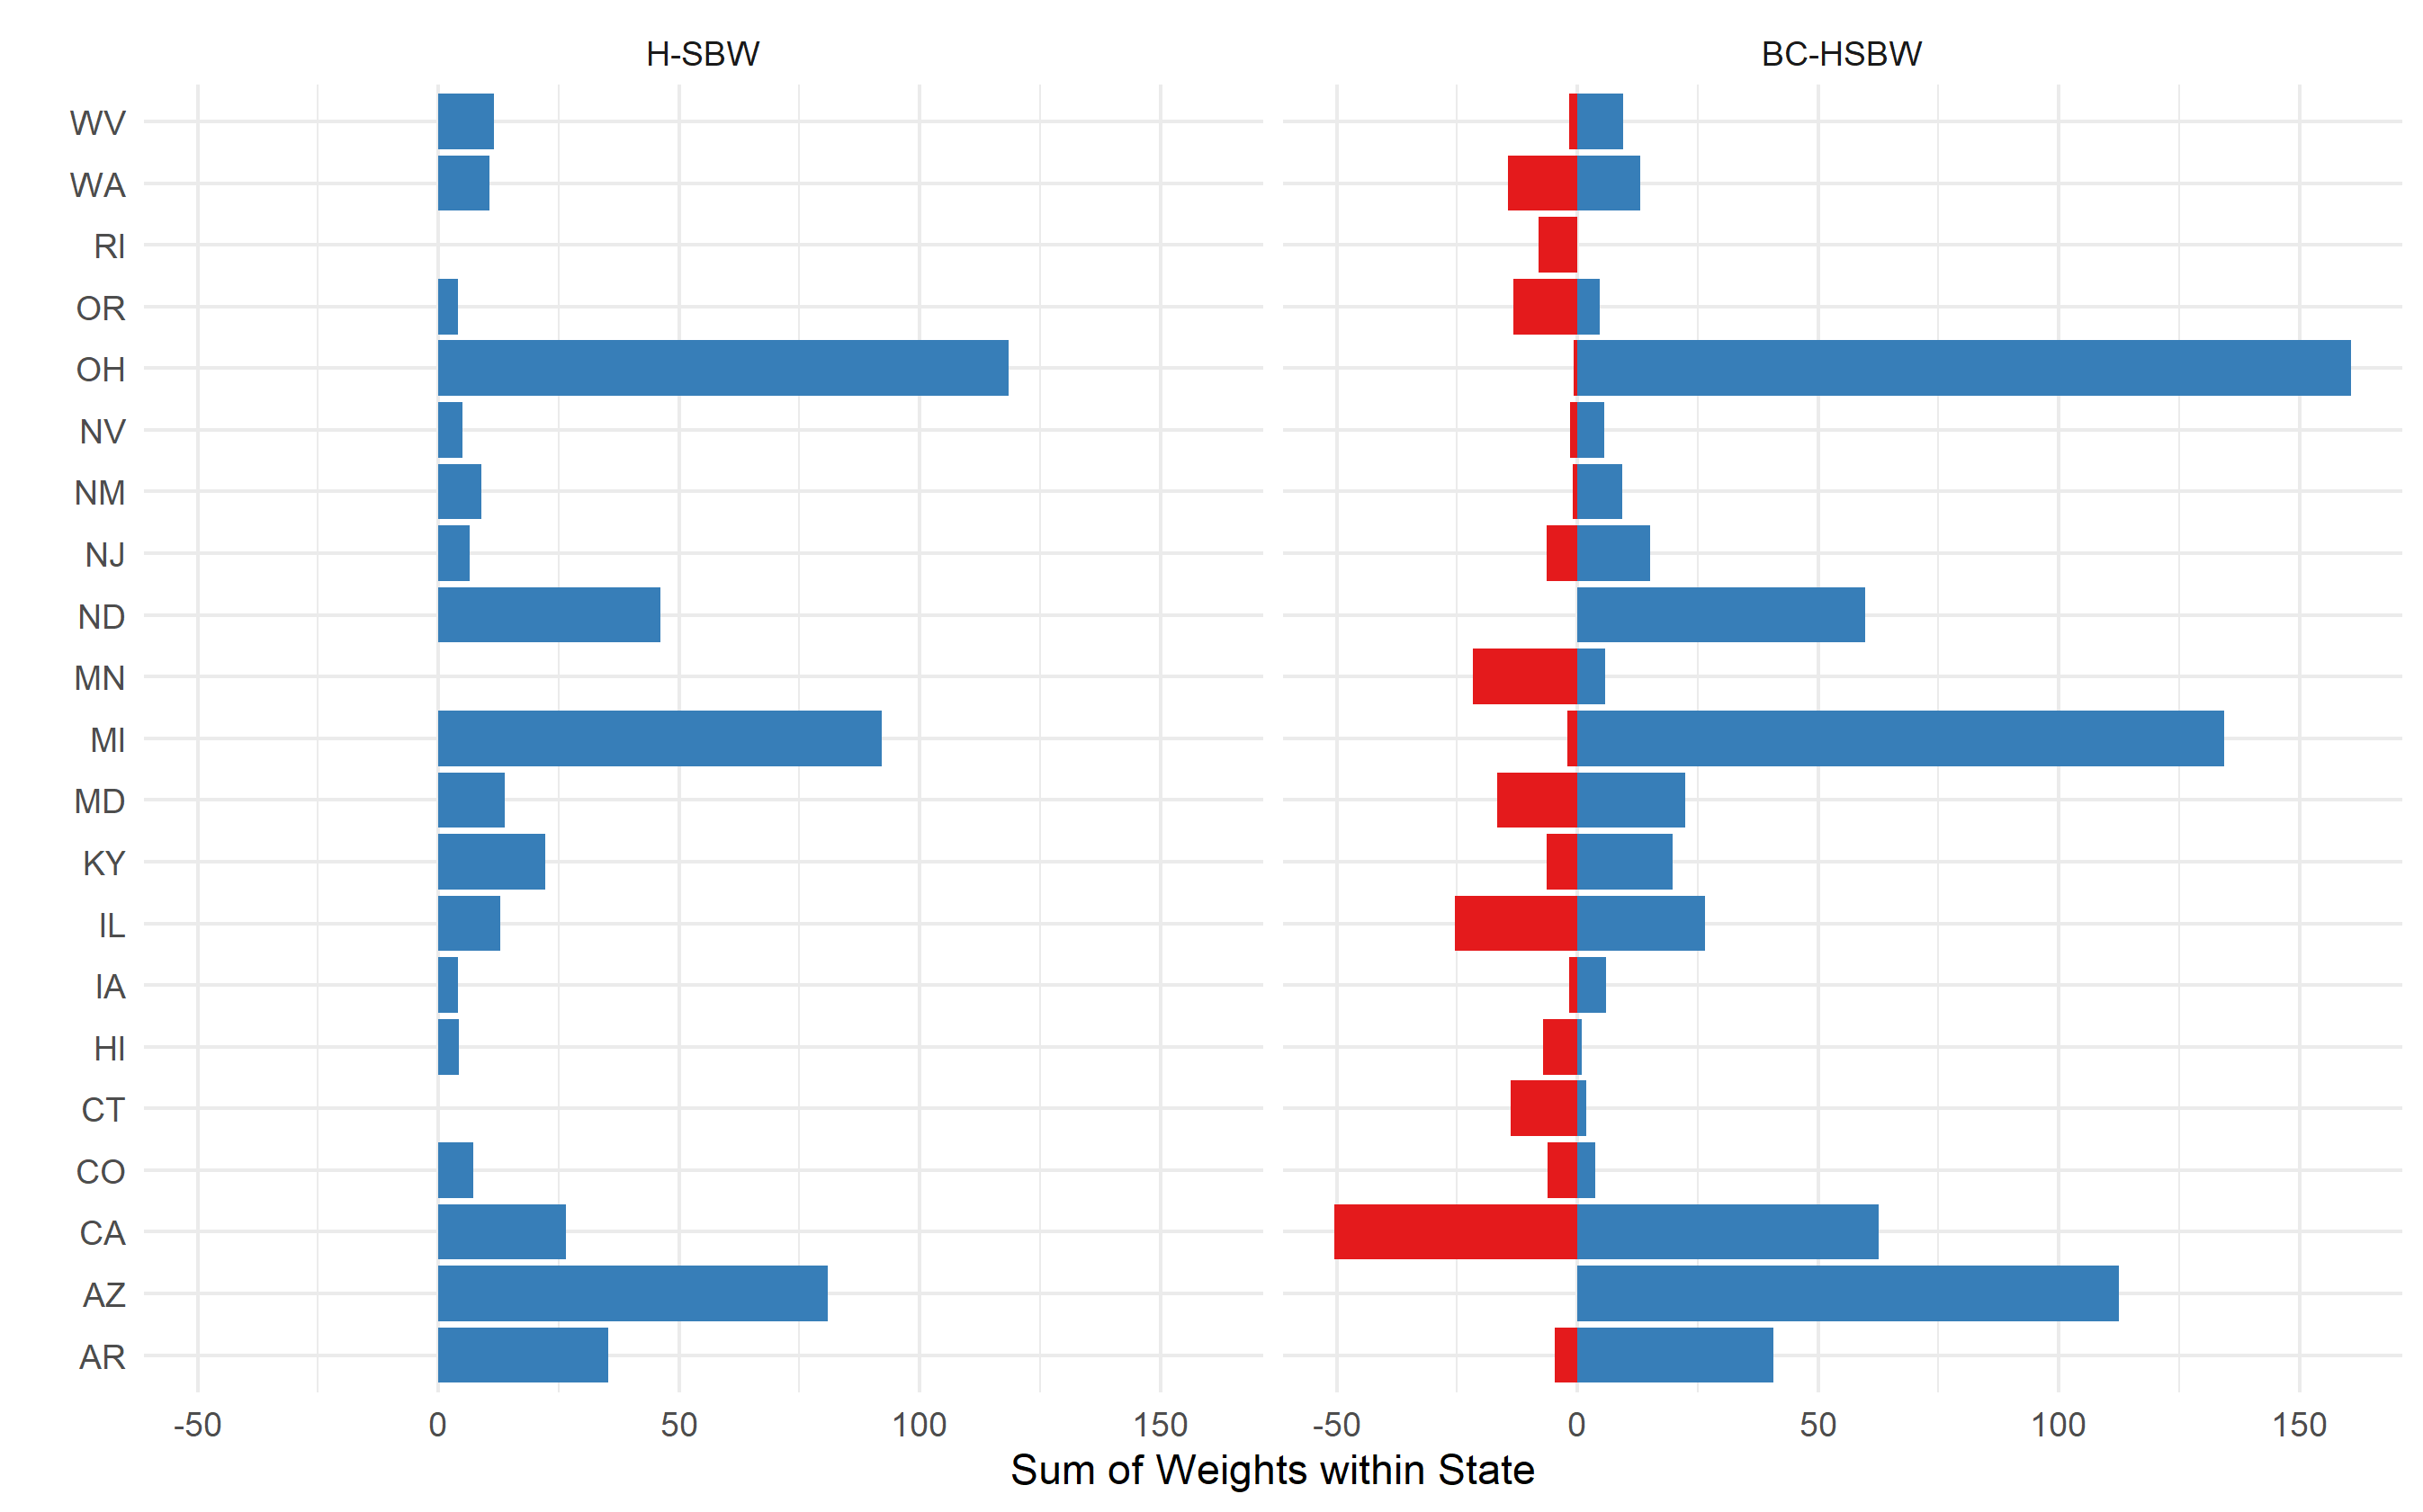 H-SBW BC-HSBW
WV
WA
RI
OR
OH
NV
NM
NJ
ND
MN
MI
MD
KY
IL
IA
HI
CT
CO
CA
AZ
AR
-50 0 50 100 150 -50 0 50 100 150
Sum of Weights within State